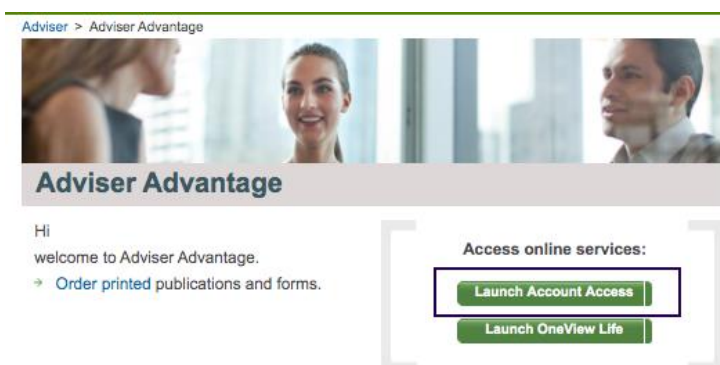 Adviser > Adviser Advantage
Adviser Advantage
Hi
welcome to Adviser Advantage.
Order printed publications and forms.
Access online services:
Launch Account Access
Launch OneView Life